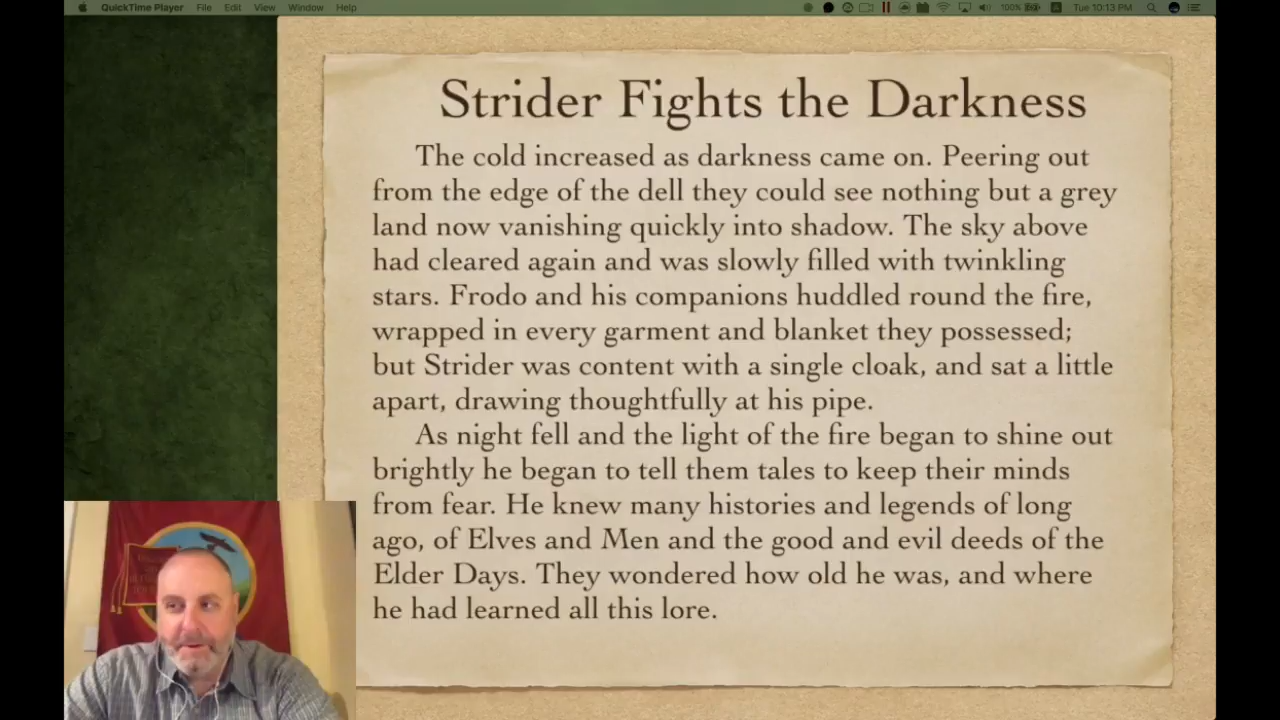 QuickTime Player File Edit View Window Help 100% Tue 10:13 PM
Strider Fights the Darkness
The cold increased as darkness came on. Peering out
from the edge of the dell they could see nothing but a grey
land now vanishing quickly into shadow. The sky above
had cleared again and was slowly filled with twinkling
stars. Frodo and his companions huddled round the fire,
wrapped in every garment and blanket they possessed;
but Strider was content with a single cloak, and sat a little
apart, drawing thoughtfully at his pipe.
As night fell and the light of the fire began to shine out
brightly he began to tell them tales to keep their minds
from fear. He knew many histories and legends of long
ago, of Elves and Men and the good and evil deeds of the
Elder Days. They wondered how old he was, and where
he had learned all this lore.